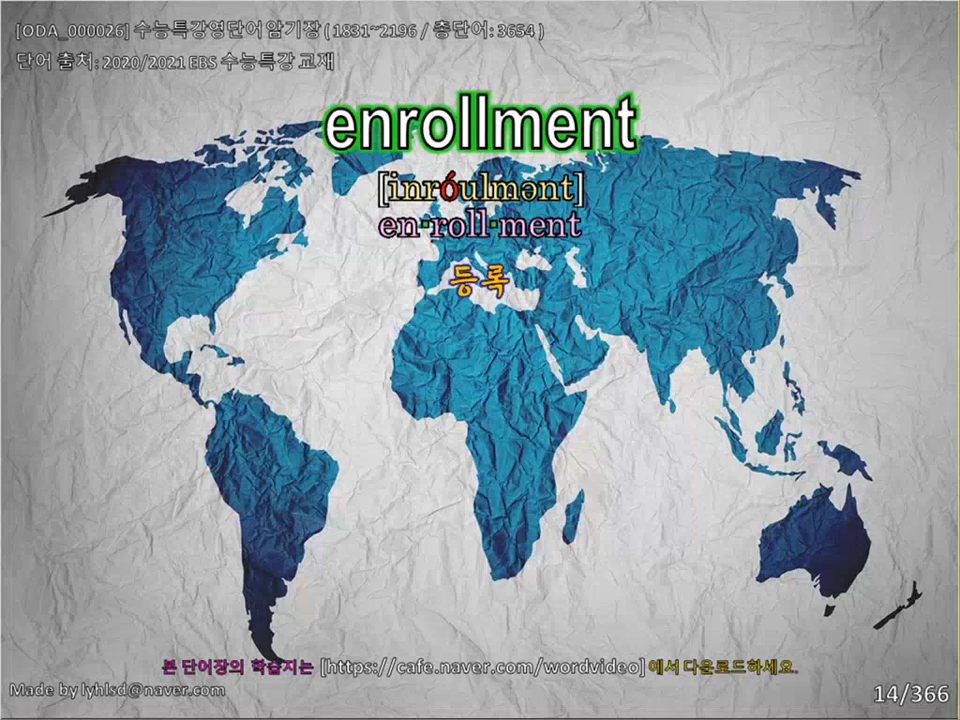 [ODA_000026] 수능특강영단어 암기장 ( 1831~2196 / 총단어: 3654 )
단어 출처: 2020/2021 EBS 수능특강 교재
enrollment
[inróulmənt]
en·roll·ment
등록
본 단어장의 학습지는 [https://cafe.naver.com/wordvideo] 에서 다운로드하세요.
Made by lyhlsd@naver.com
14/366